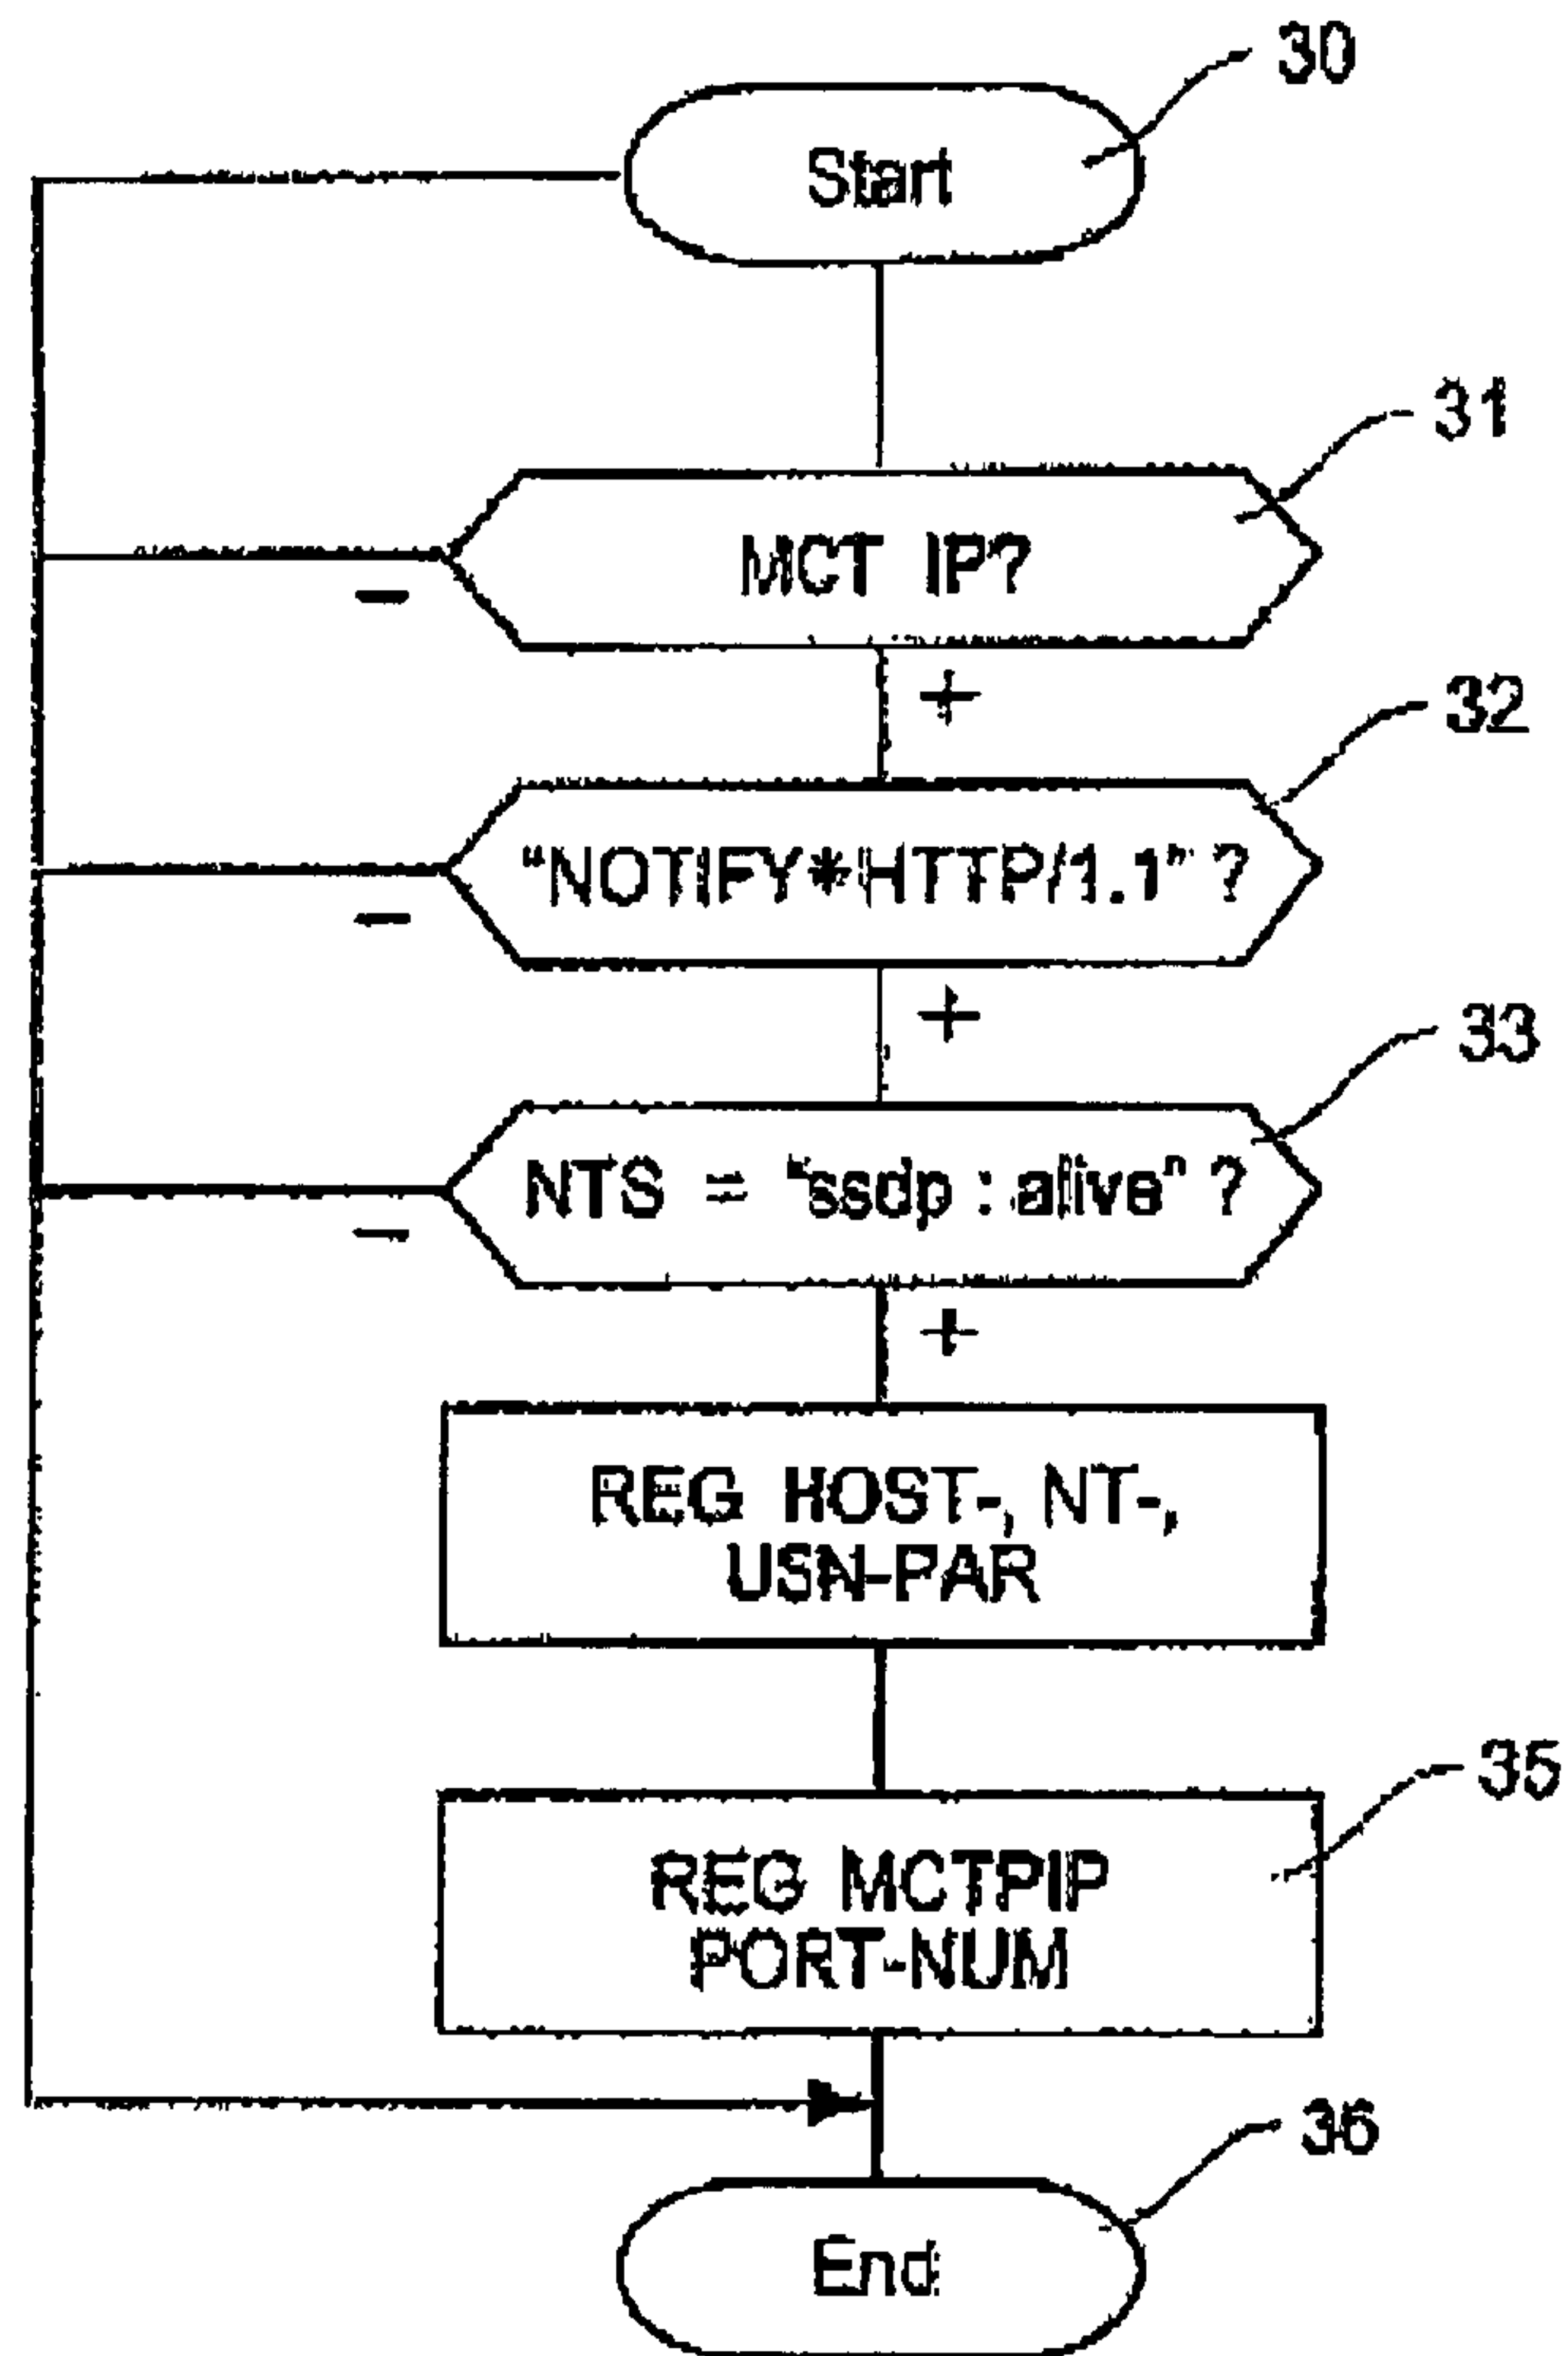 30
Start
31
MCT IP?
-
+
32
"NOTIFY*HTTP/1.1" ?
-
+
33
NTS = "ssdp:alive" ?
-
+
REG HOST-, NT-,
USN-PAR
35
REG MCTPIP
PORT-NUM
36
End